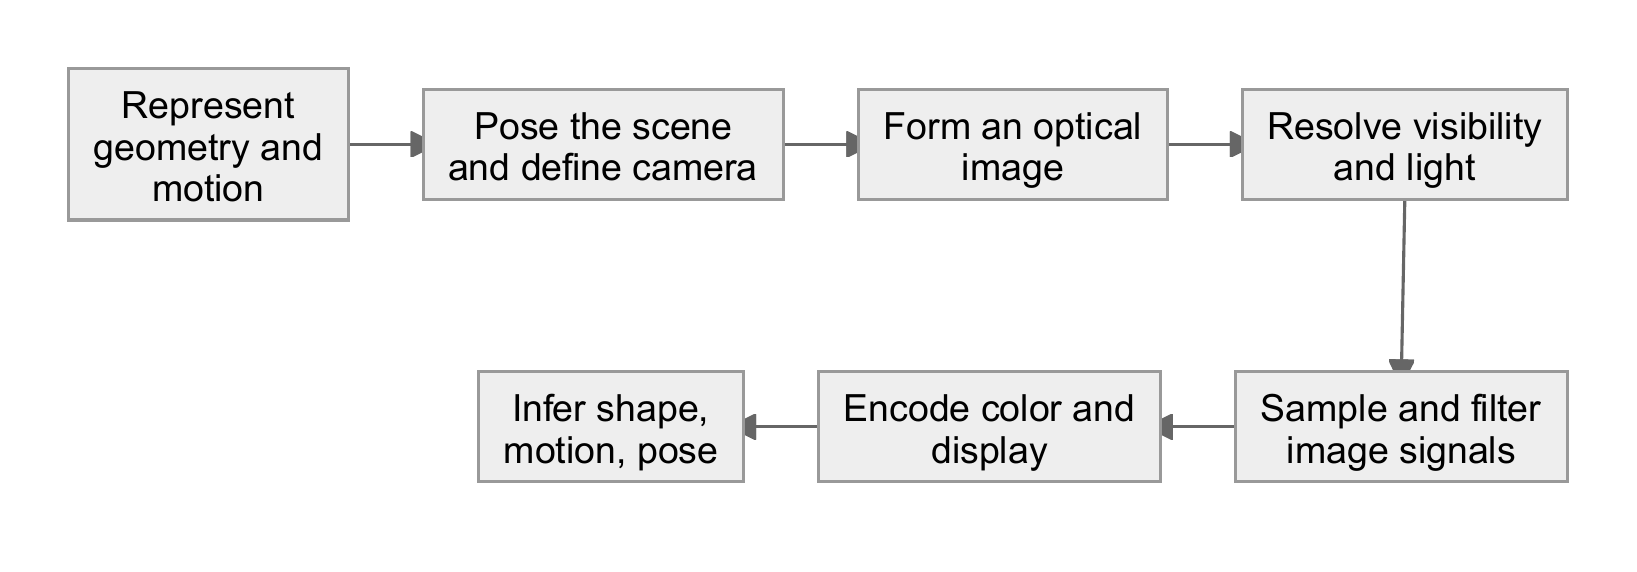 Represent
geometry and
motion
Pose the scene
and define camera
Form an optical
image
Resolve visibility
and light
Sample and filter
image signals
Encode color and
display
Infer shape,
motion, pose